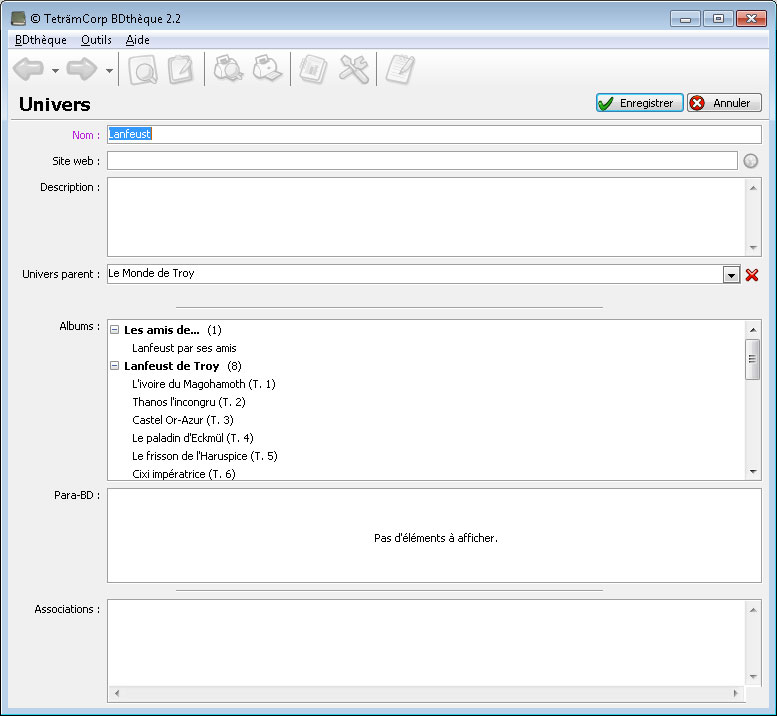 © TeträmCorp BDthèque 2.2
BDthèque Outils Aide
Univers
Enregistrer
Annuler
Nom : Lanfeust
Site web :
Description :
Univers parent : Le Monde de Troy
Albums :
Les amis de... (1)
Lanfeust par ses amis
Lanfeust de Troy (8)
L'ivoire du Magohamoth (T. 1)
Thanos l'incongru (T. 2)
Castel Or-Azur (T. 3)
Le paladin d'Eckmül (T. 4)
Le frisson de l'Haruspice (T. 5)
Cixi impératrice (T. 6)
Para-BD :
Pas d'éléments à afficher.
Associations :